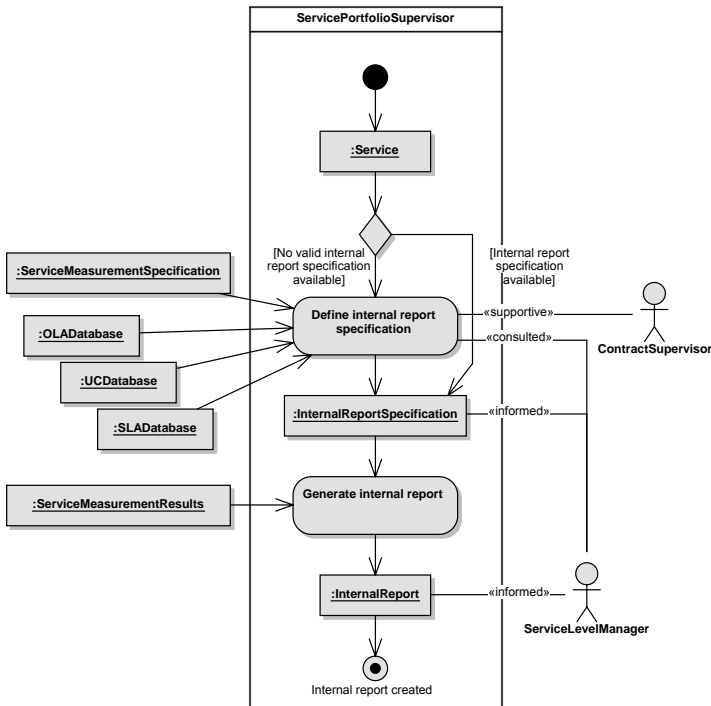 ServicePortfolioSupervisor
:Service
[No valid internal
report specification
available]
[Internal report
specification
available]
:ServiceMeasurementSpecification
Define internal report
specification
«supportive»
ContractSupervisor
:OLADatabase
«consulted»
:UCDatabase
:SLADatabase
:InternalReportSpecification
«informed»
Generate internal report
:ServiceMeasurementResults
:InternalReport
«informed»
ServiceLevelManager
Internal report created